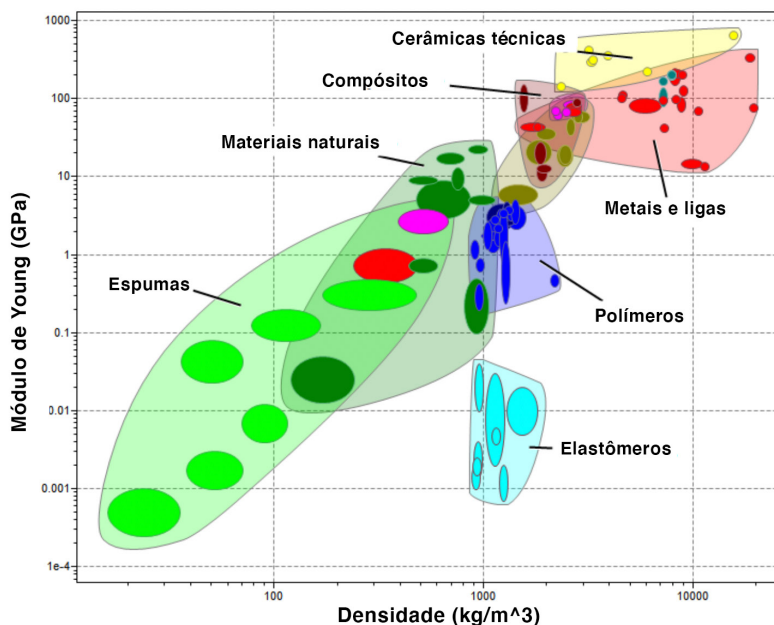 1000
Cerâmicas técnicas
Compósitos
100
Materiais naturais
10
Metais e ligas
1
Espumas
Polímeros
0.1
0.01
Elastômeros
0.001
1e-4
100
1000
10000
Módulo de Young (GPa)
Densidade (kg/m^3)